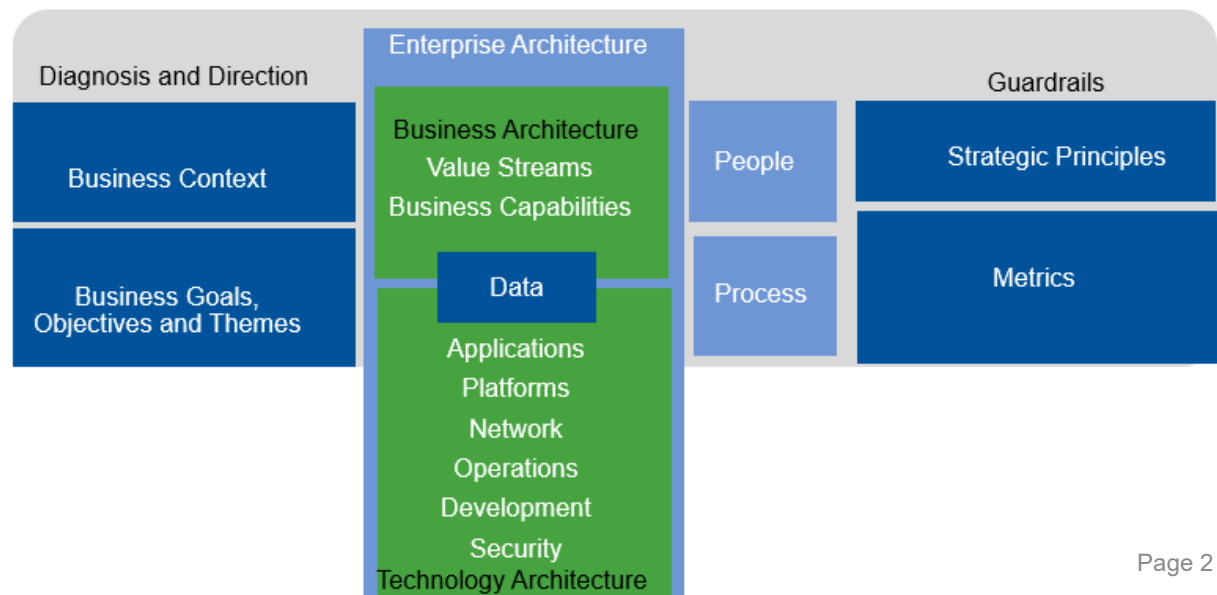 Diagnosis and Direction
Business Context
Business Goals,
Objectives and Themes
Enterprise Architecture
Business Architecture
Value Streams
Business Capabilities
Data
Applications
Platforms
Network
Operations
Development
Security
Technology Architecture
People
Process
Guardrails
Strategic Principles
Metrics
Page 2